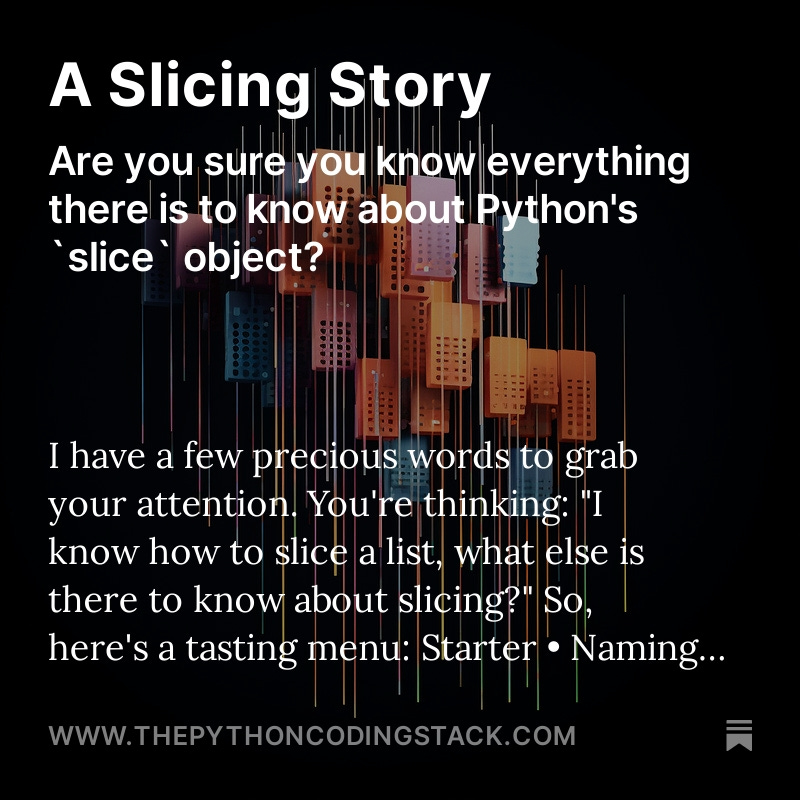 A Slicing Story
Are you sure you know everything
there is to know about Python's
`slice` object?
I have a few precious words to grab
your attention. You're thinking: "I
know how to slice a list, what else is
there to know about slicing?" So,
here's a tasting menu: Starter • Naming...
WWW.THEPYTHONCODINGSTACK.COM